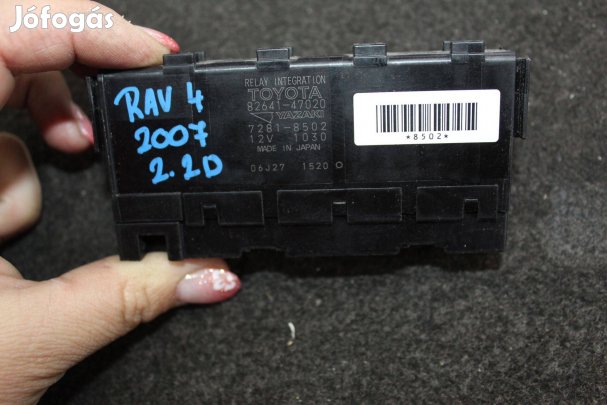 Jófogás
RAV 4
2007
2.2D
RELAY INTEGRATION
TOYOTA
82641-47020
YAZAKI
7281-8502
12V 1030
MADE IN JAPAN
06J27 1520
*8502*